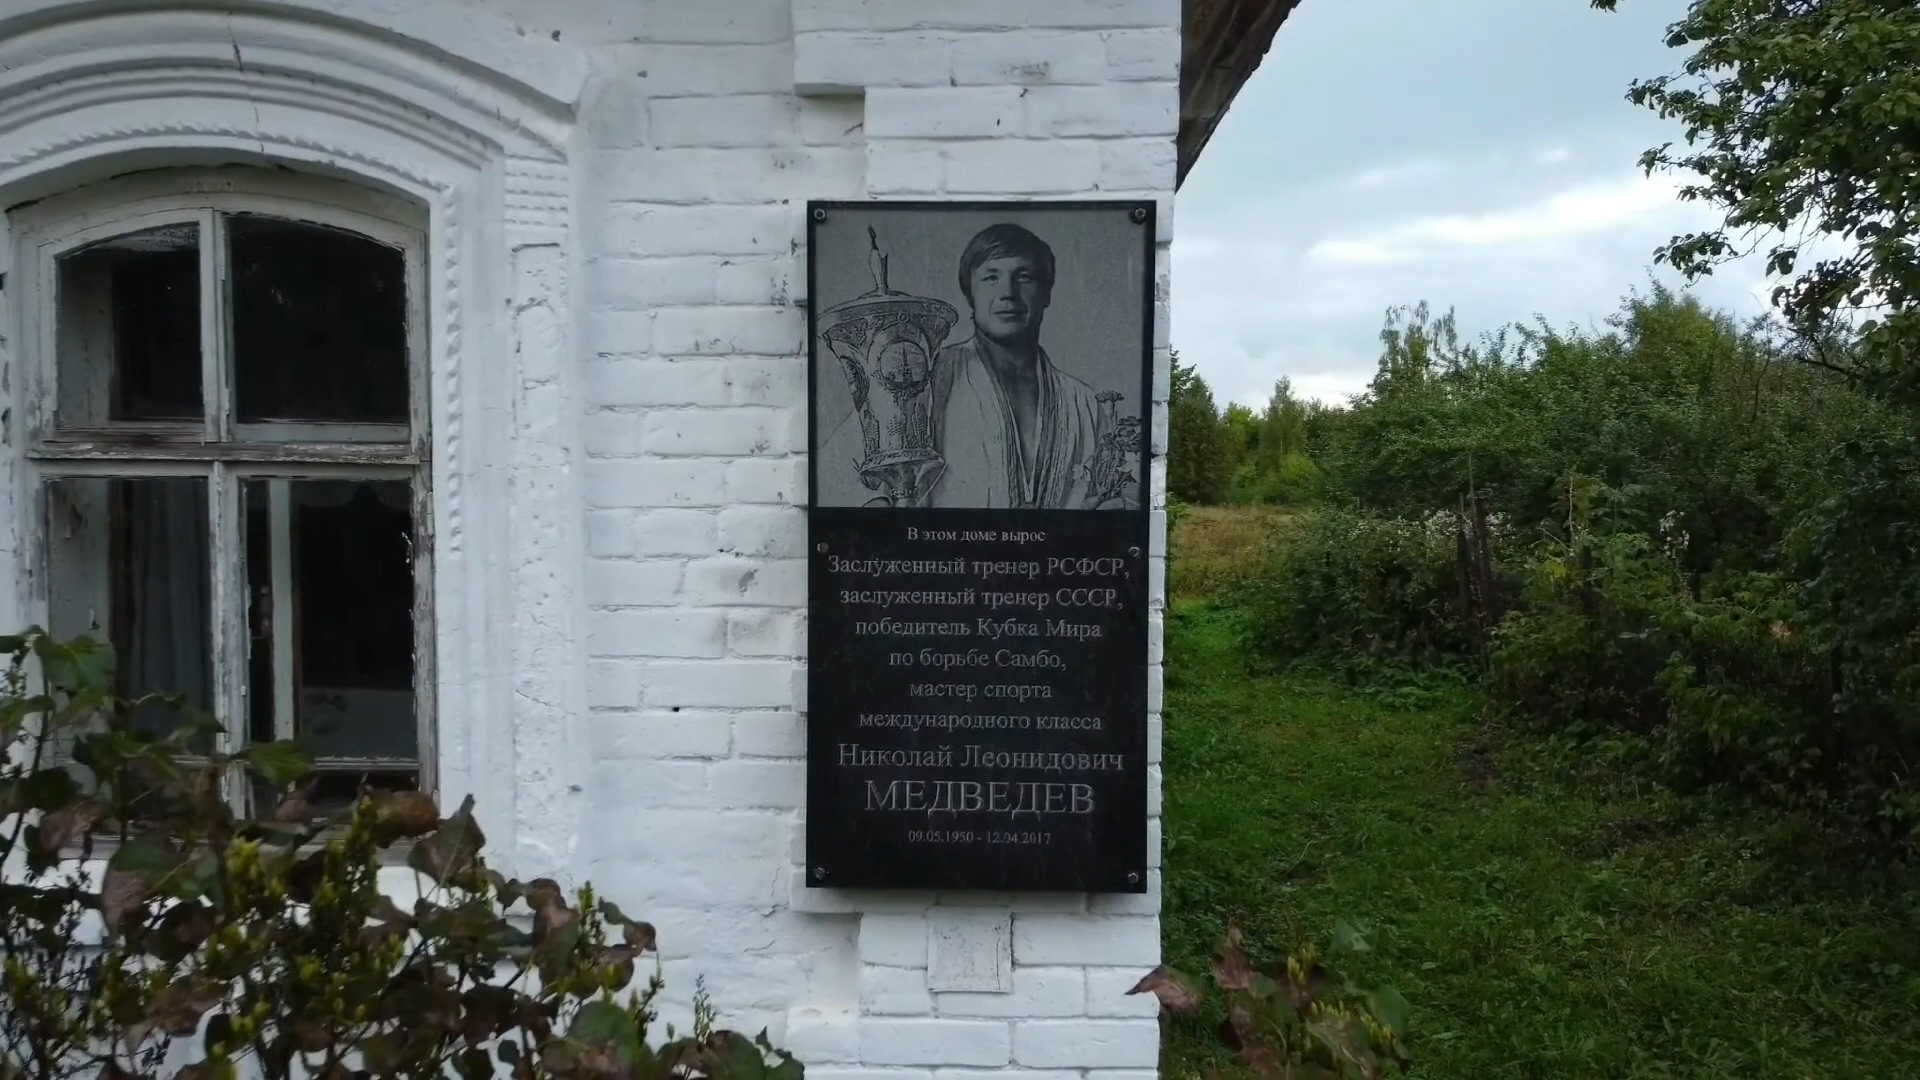 В этом доме вырос
Заслуженный тренер РСФСР,
заслуженный тренер СССР,
победитель Кубка Мира
по борьбе Самбо,
мастер спорта
международного класса
Николай Леонидович
МЕДВЕДЕВ
09.05.1950 - 12.04.2017